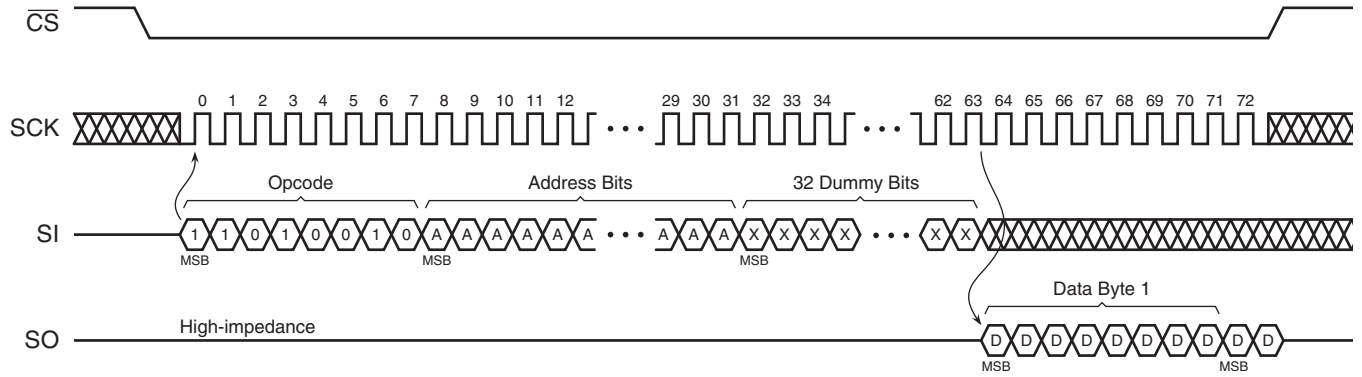 CS
0 1 2 3 4 5 6 7 8 9 10 11 12 29 30 31 32 33 34 62 63 64 65 66 67 68 69 70 71 72
SCK
Opcode Address Bits 32 Dummy Bits
SI 1 1 0 1 0 0 1 0 A A A A A A A A A X X X X X X
MSB MSB MSB
Data Byte 1
High-impedance
SO D D D D D D D D D D
MSB MSB